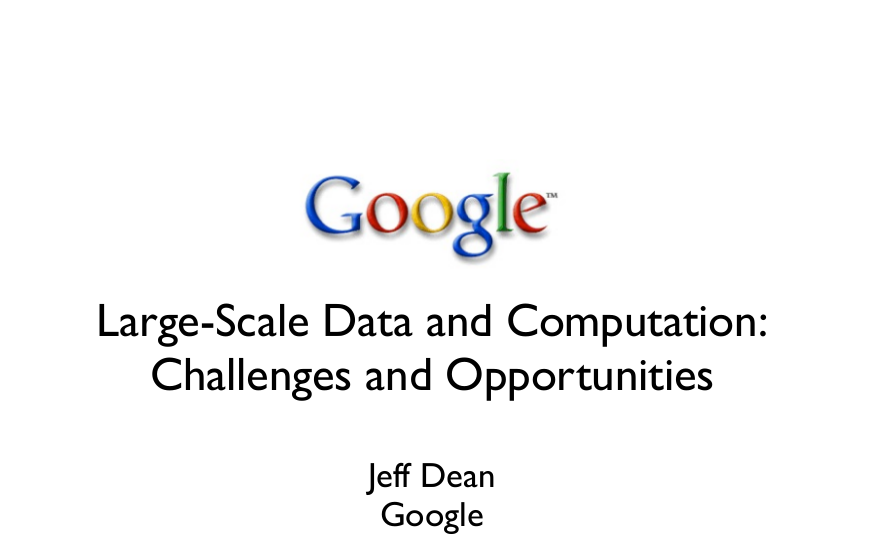 Google™
Large-Scale Data and Computation:
Challenges and Opportunities
Jeff Dean
Google